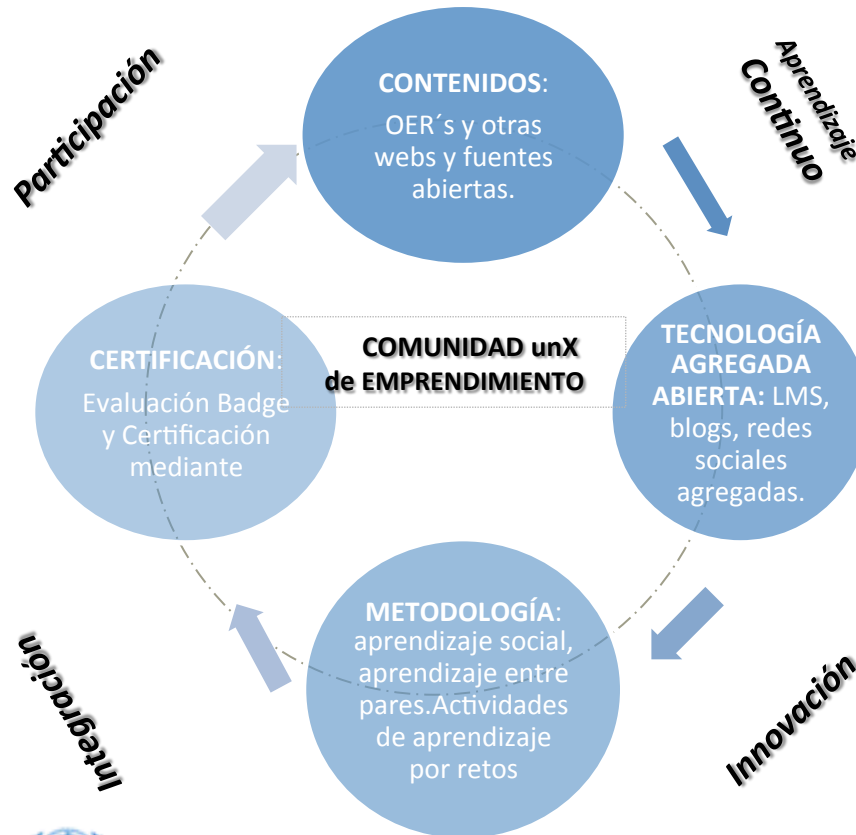 Participación
Aprendizaje
Continuo
CONTENIDOS:
OER´s y otras
webs y fuentes
abiertas.
COMUNIDAD unX
de EMPRENDIMIENTO
TECNOLOGÍA
AGREGADA
ABIERTA: LMS,
blogs, redes
sociales
agregadas.
CERTIFICACIÓN:
Evaluación Badge
y Certificación
mediante
METODOLOGÍA:
aprendizaje social,
aprendizaje entre
pares.Actividades
de aprendizaje
por retos
Integración
Innovación